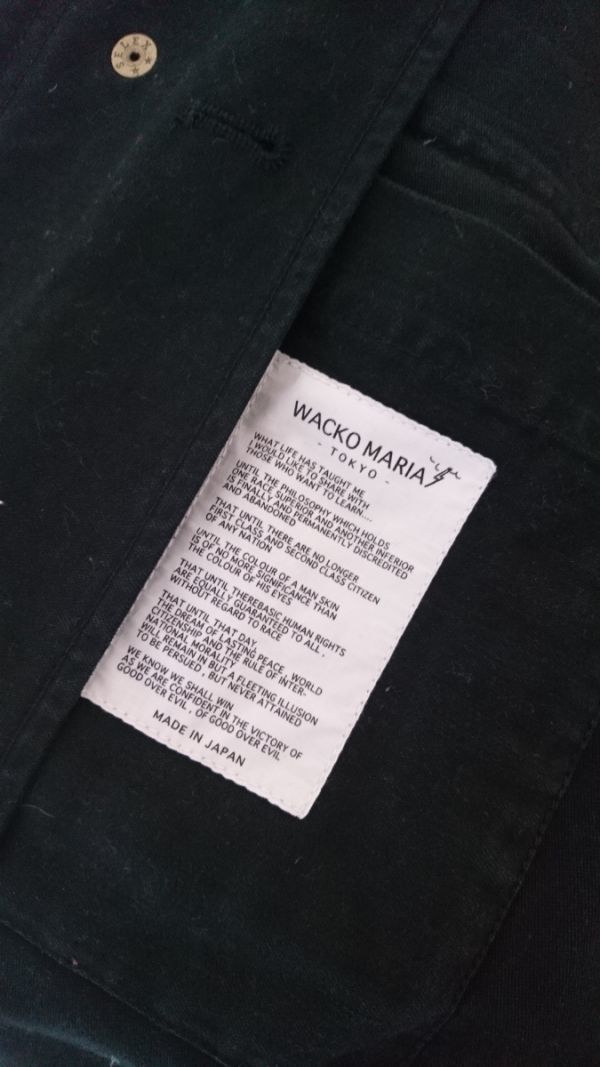 SELEX
WACKO MARIA
- TOKYO -
WHAT LIFE HAS TAUGHT ME
I WOULD LIKE TO SHARE WITH
THOSE WHO WANT TO LEARN....
UNTIL THE PHILOSOPHY WHICH HOLDS
ONE RACE SUPERIOR AND ANOTHER INFERIOR
IS FINALLY AND PERMANENTLY DISCREDITED
AND ABANDONED
THAT UNTIL THERE ARE NO LONGER
FIRST CLASS AND SECOND CLASS CITIZEN
OF ANY NATION
UNTIL THE COLOUR OF A MAN SKIN
IS OF NO MORE SIGNIFICANCE THAN
THE COLOUR OF HIS EYES
THAT UNTIL THEREBASIC HUMAN RIGHTS
ARE EQUALLY GUARANTEED TO ALL ,
WITHOUT REGARD TO RACE
THAT UNTIL THAT DAY,
THE DREAM OF LASTING PEACE , WORLD
CITIZENSHIP AND THE RULE OF INTER-
NATIONAL MORALITY
WILL REMAIN IN BUT A FLEETING ILLUSION
TO BE PERSUED , BUT NEVER ATTAINED
WE KNOW WE SHALL WIN
AS WE ARE CONFIDENT IN THE VICTORY OF
GOOD OVER EVIL , OF GOOD OVER EVIL
MADE IN JAPAN